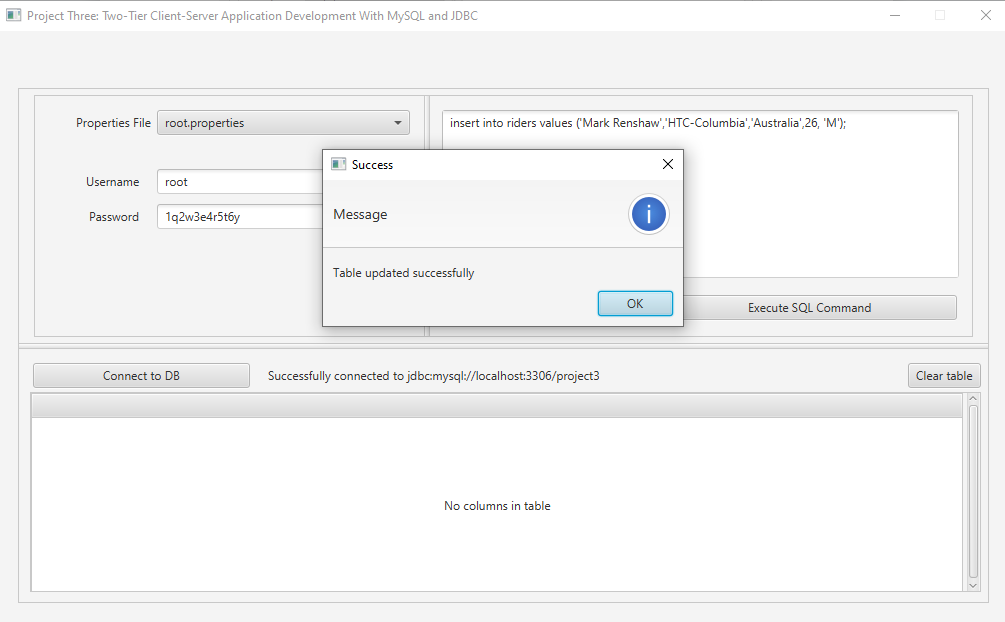 Project Three: Two-Tier Client-Server Application Development With MySQL and JDBC
Properties File
root.properties
Username
root
Password
1q2w3e4r5t6y
insert into riders values ('Mark Renshaw','HTC-Columbia','Australia',26, 'M');
Success
Message
Table updated successfully
OK
Execute SQL Command
Connect to DB
Successfully connected to jdbc:mysql://localhost:3306/project3
Clear table
No columns in table